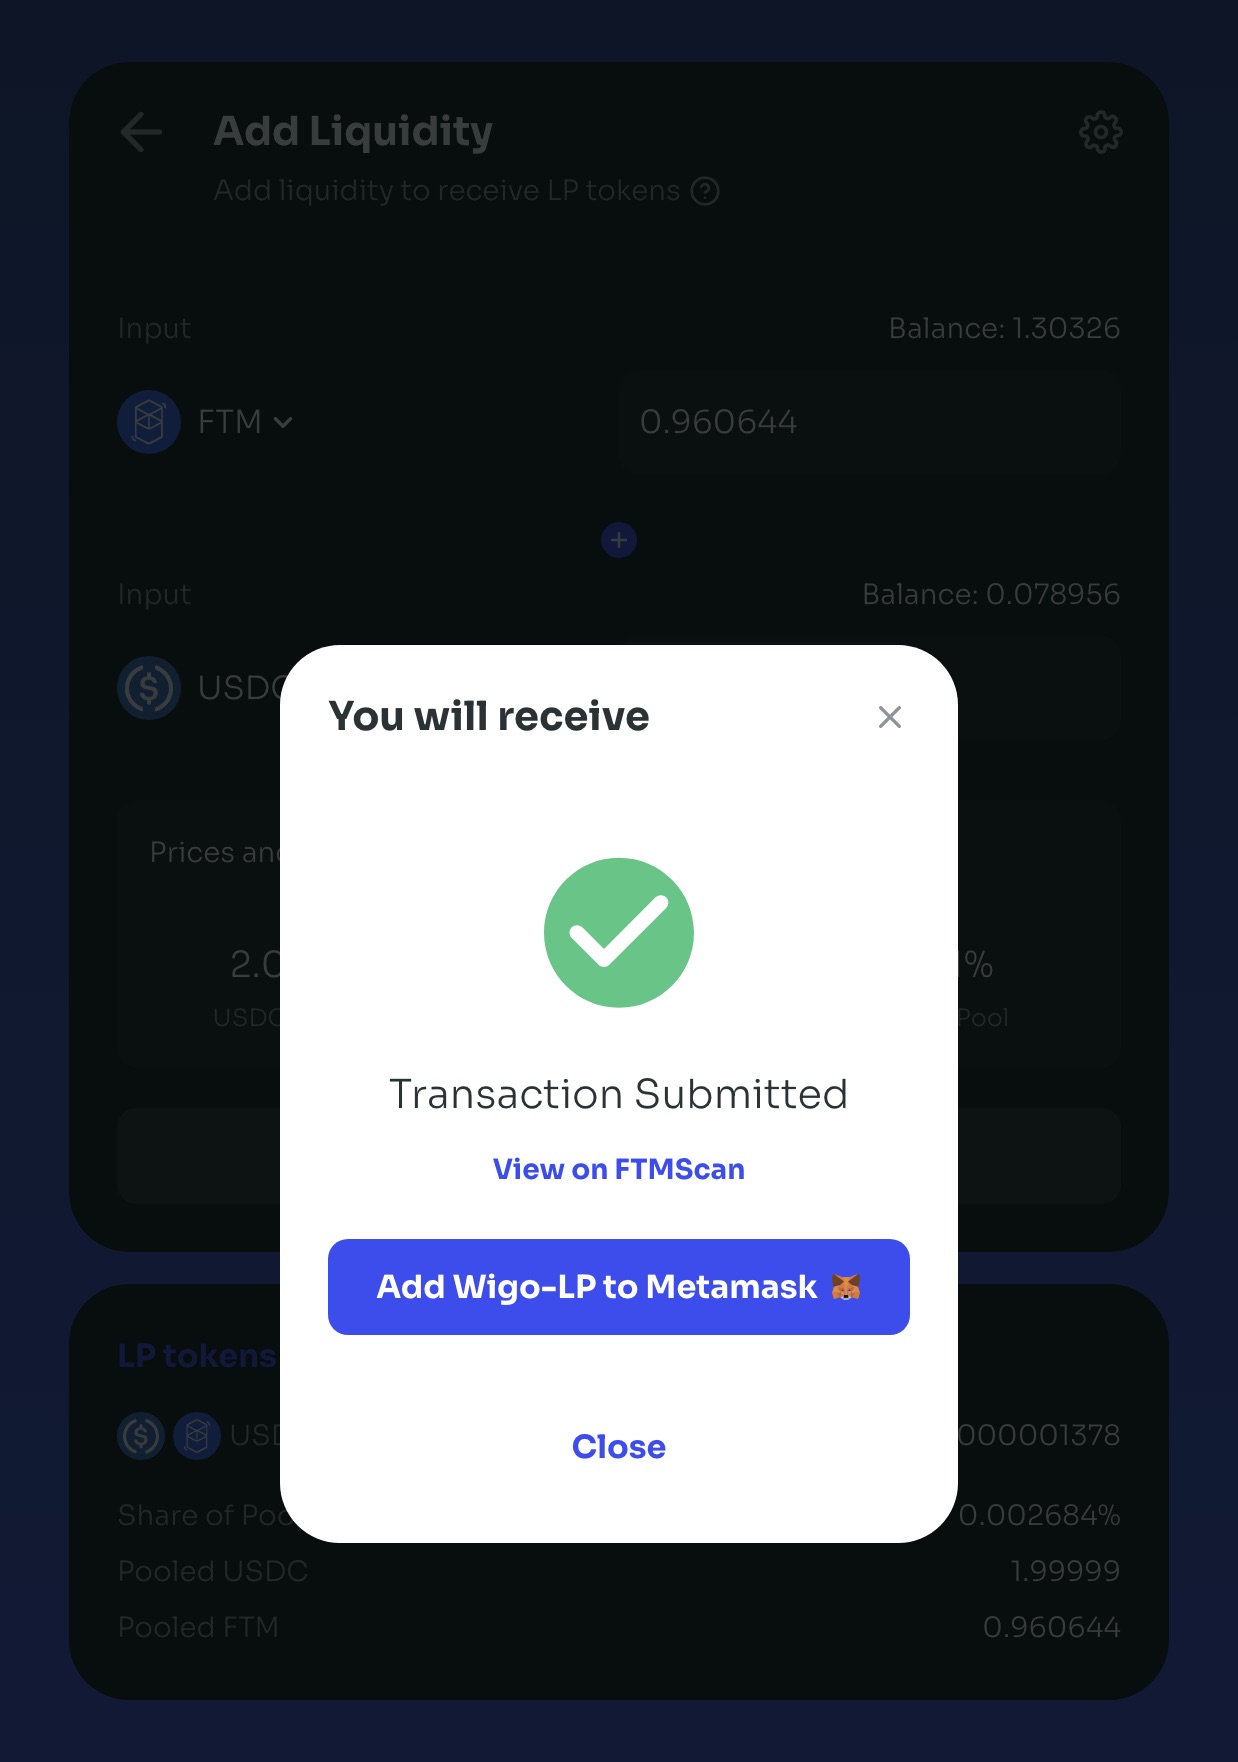 Add Liquidity
Add liquidity to receive LP tokens
Input
Balance: 1.30326
FTM
0.960644
Input
Balance: 0.078956
USDC
You will receive
Prices and
2.0
1%
USDC
Pool
Transaction Submitted
View on FTMScan
Add Wigo-LP to Metamask
LP tokens
Close
000001378
Share of Poo
0.002684%
Pooled USDC
1.99999
Pooled FTM
0.960644